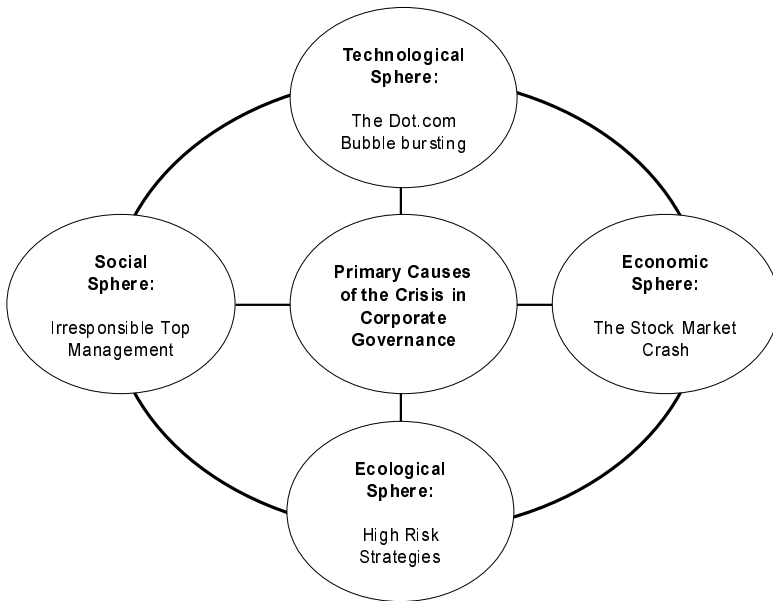 Technological
Sphere:
The Dot.com
Bubble bursting
Social
Sphere:
Irresponsible Top
Management
Primary Causes
of the Crisis in
Corporate
Governance
Economic
Sphere:
The Stock Market
Crash
Ecological
Sphere:
High Risk
Strategies